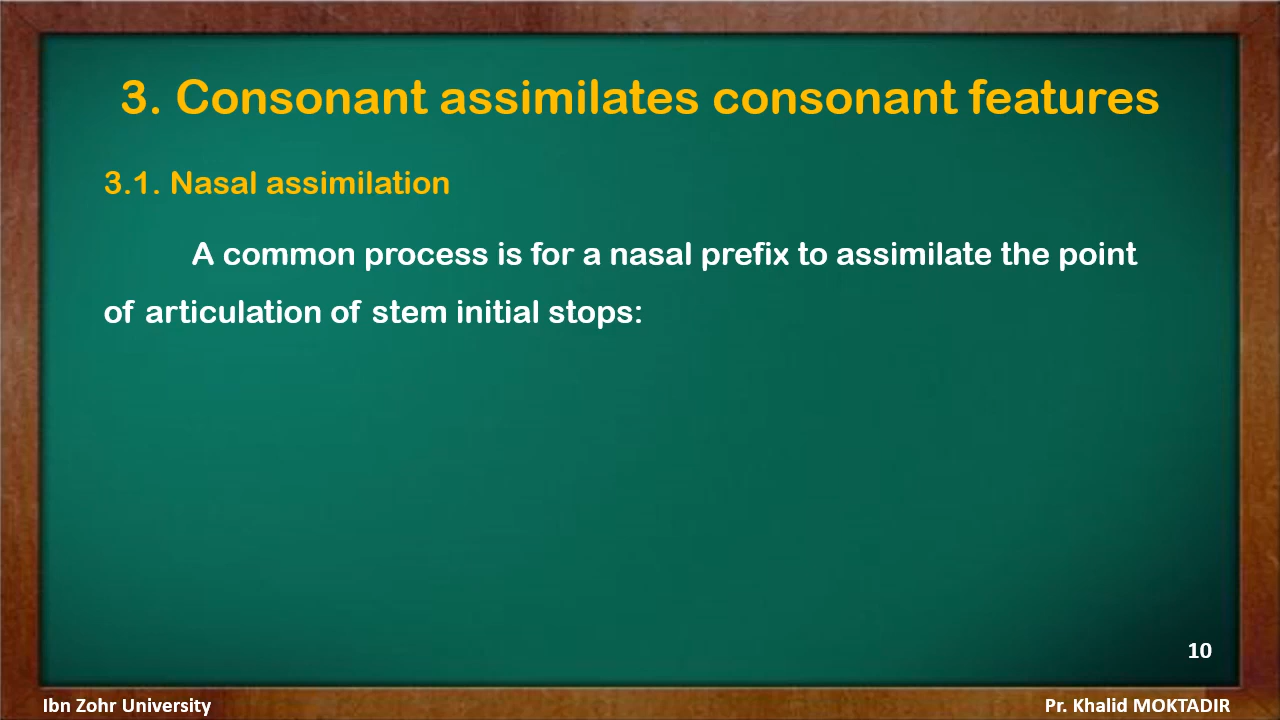 3. Consonant assimilates consonant features
3.1. Nasal assimilation
A common process is for a nasal prefix to assimilate the point
of articulation of stem initial stops:
10
Ibn Zohr University
Pr. Khalid MOKTADIR